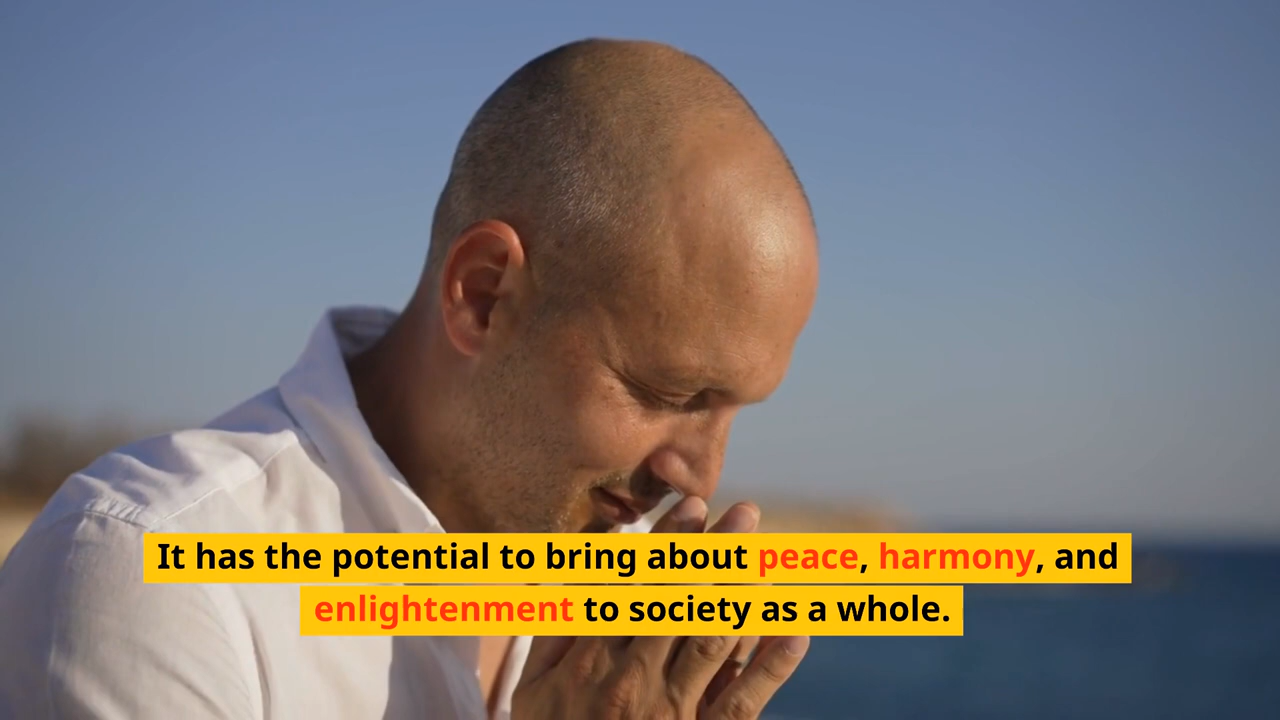 It has the potential to bring about peace, harmony, and
enlightenment to society as a whole.